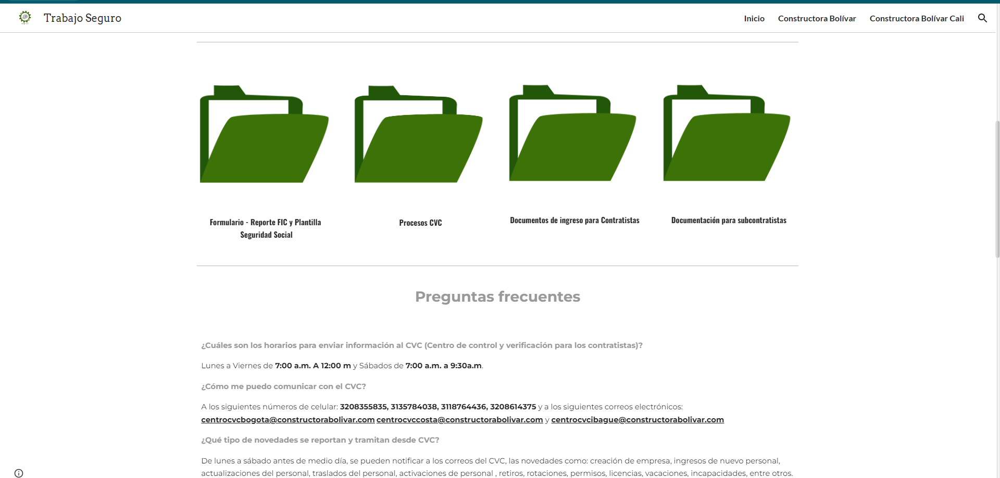 Trabajo Seguro
Inicio
Constructora Bolívar
Constructora Bolívar Cali
Formulario - Reporte FIC y Plantilla
Seguridad Social
Procesos CVC
Documentos de ingreso para Contratistas
Documentación para subcontratistas
Preguntas frecuentes
¿Cuáles son los horarios para enviar información al CVC (Centro de control y verificación para los contratistas)?
Lunes a Viernes de 7:00 a.m. A 12:00 m y Sábados de 7:00 a.m. a 9:30a.m.
¿Cómo me puedo comunicar con el CVC?
A los siguientes números de celular: 3208355835, 3135784038, 3118764436, 3208614375 y a los siguientes correos electrónicos:
centrocvcbogota@constructorabolivar.com centrocvccosta@constructorabolivar.com y centrocvcibague@constructorabolivar.com
¿Qué tipo de novedades se reportan y tramitan desde CVC?
De lunes a sábado antes de medio día, se pueden notificar a los correos del CVC, las novedades como: creación de empresa, ingresos de nuevo personal,
actualizaciones del personal, traslados del personal, activaciones de personal , retiros, rotaciones, permisos, licencias, vacaciones, incapacidades, entre otros.